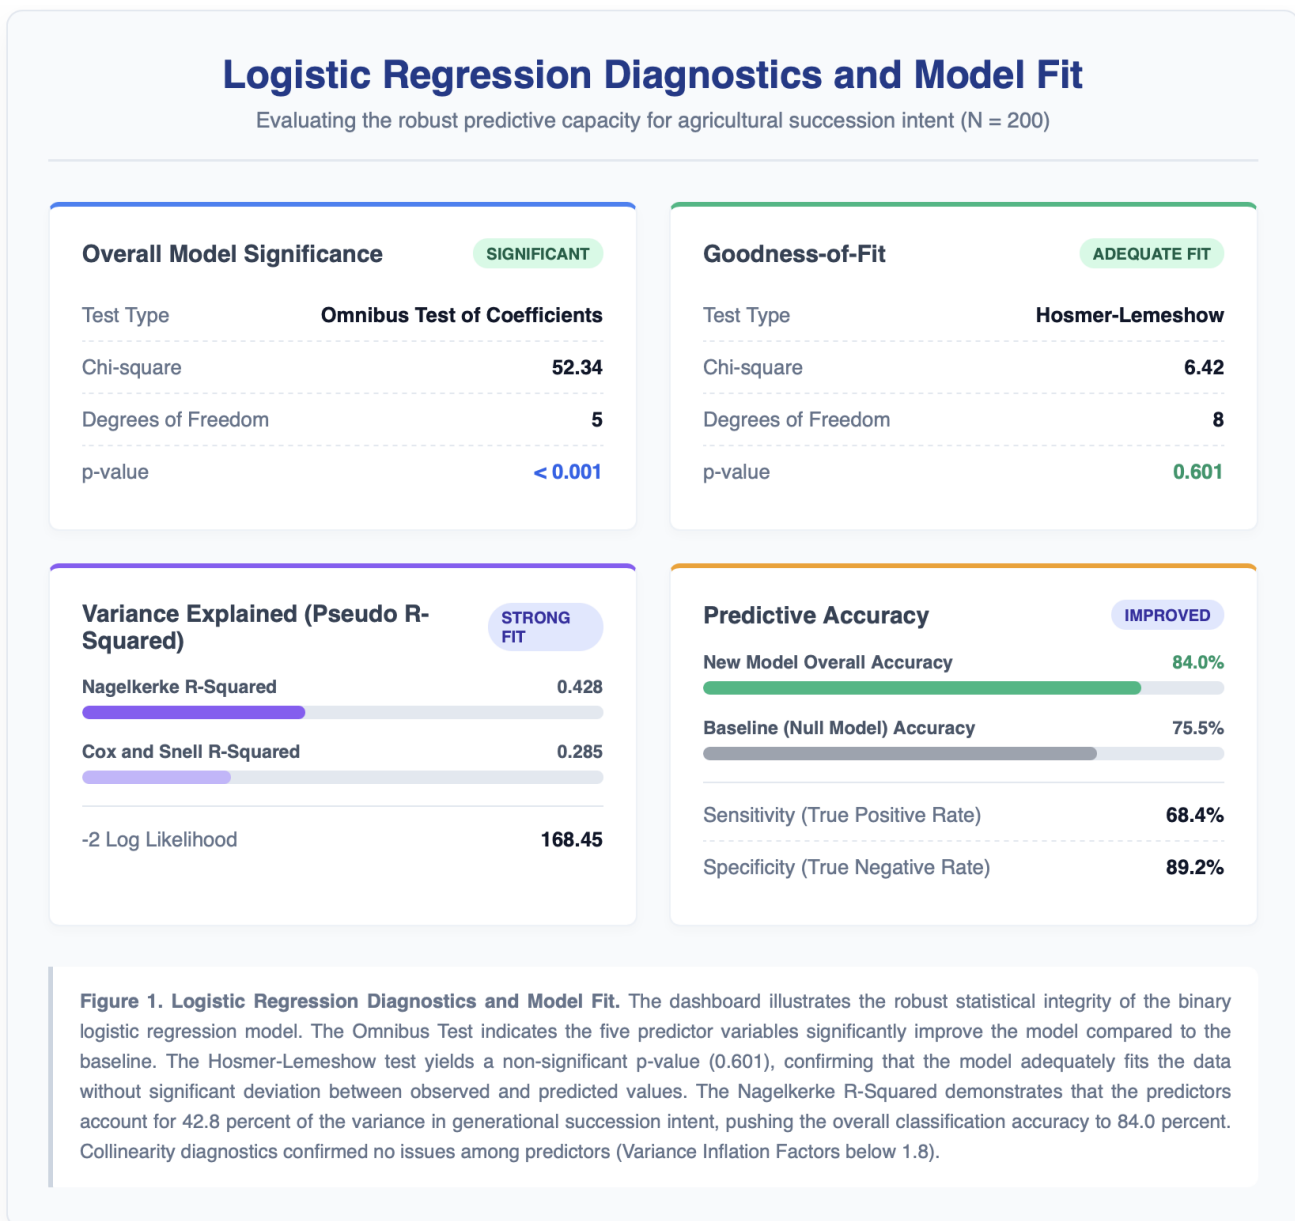 Logistic Regression Diagnostics and Model Fit
Evaluating the robust predictive capacity for agricultural succession intent (N = 200)
Overall Model Significance
SIGNIFICANT
Test Type
Omnibus Test of Coefficients
Chi-square
52.34
Degrees of Freedom
5
p-value
< 0.001
Goodness-of-Fit
ADEQUATE FIT
Test Type
Hosmer-Lemeshow
Chi-square
6.42
Degrees of Freedom
8
p-value
0.601
Variance Explained (Pseudo R-
Squared)
STRONG
FIT
Nagelkerke R-Squared
0.428
Cox and Snell R-Squared
0.285
-2 Log Likelihood
168.45
Predictive Accuracy
IMPROVED
New Model Overall Accuracy
84.0%
Baseline (Null Model) Accuracy
75.5%
Sensitivity (True Positive Rate)
68.4%
Specificity (True Negative Rate)
89.2%
Figure 1. Logistic Regression Diagnostics and Model Fit. The dashboard illustrates the robust statistical integrity of the binary
logistic regression model. The Omnibus Test indicates the five predictor variables significantly improve the model compared to the
baseline. The Hosmer-Lemeshow test yields a non-significant p-value (0.601), confirming that the model adequately fits the data
without significant deviation between observed and predicted values. The Nagelkerke R-Squared demonstrates that the predictors
account for 42.8 percent of the variance in generational succession intent, pushing the overall classification accuracy to 84.0 percent.
Collinearity diagnostics confirmed no issues among predictors (Variance Inflation Factors below 1.8).